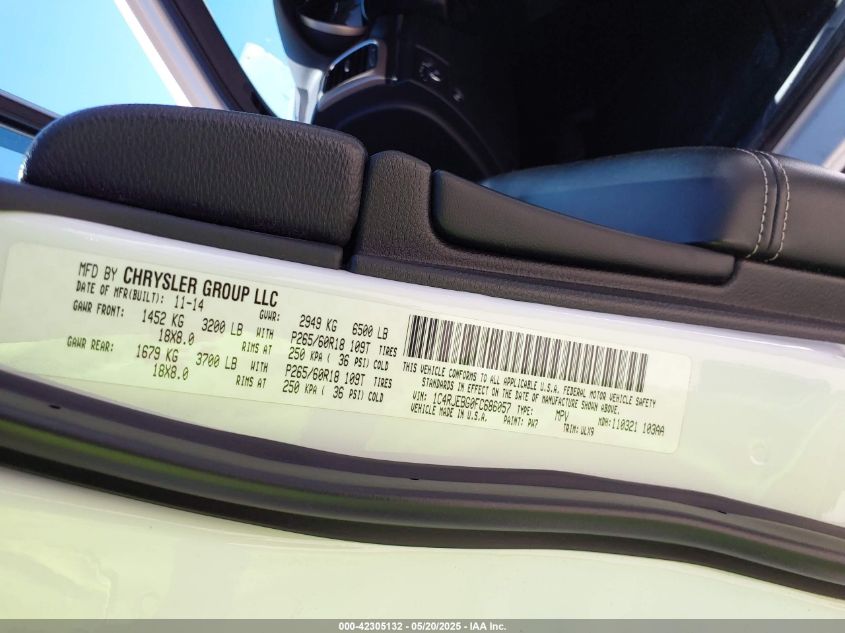 MFD BY CHRYSLER GROUP LLC
DATE OF MFR(BUILT): 11-14 GVWR: 2949 KG 6500 LB
GAWR FRONT: 1452 KG 3200 LB WITH P265/60R18 109T TIRES
18X8.0 RIMS AT 250 KPA ( 36 PSI) COLD
GAWR REAR: 1679 KG 3700 LB WITH P265/60R18 109T TIRES
18X8.0 RIMS AT 250 KPA ( 36 PSI) COLD
THIS VEHICLE CONFORMS TO ALL APPLICABLE U.S.A. FEDERAL MOTOR VEHICLE SAFETY
STANDARDS IN EFFECT ON THE DATE OF MANUFACTURE SHOWN ABOVE.
VIN: 1C4RJEBG0FC686057 TYPE: MPV MDH: 110321 103AA
VEHICLE MADE IN U.S.A. PAINT: PW7 TRIM: VLX9
000-42305132 — 05/20/2025 — IAA Inc.